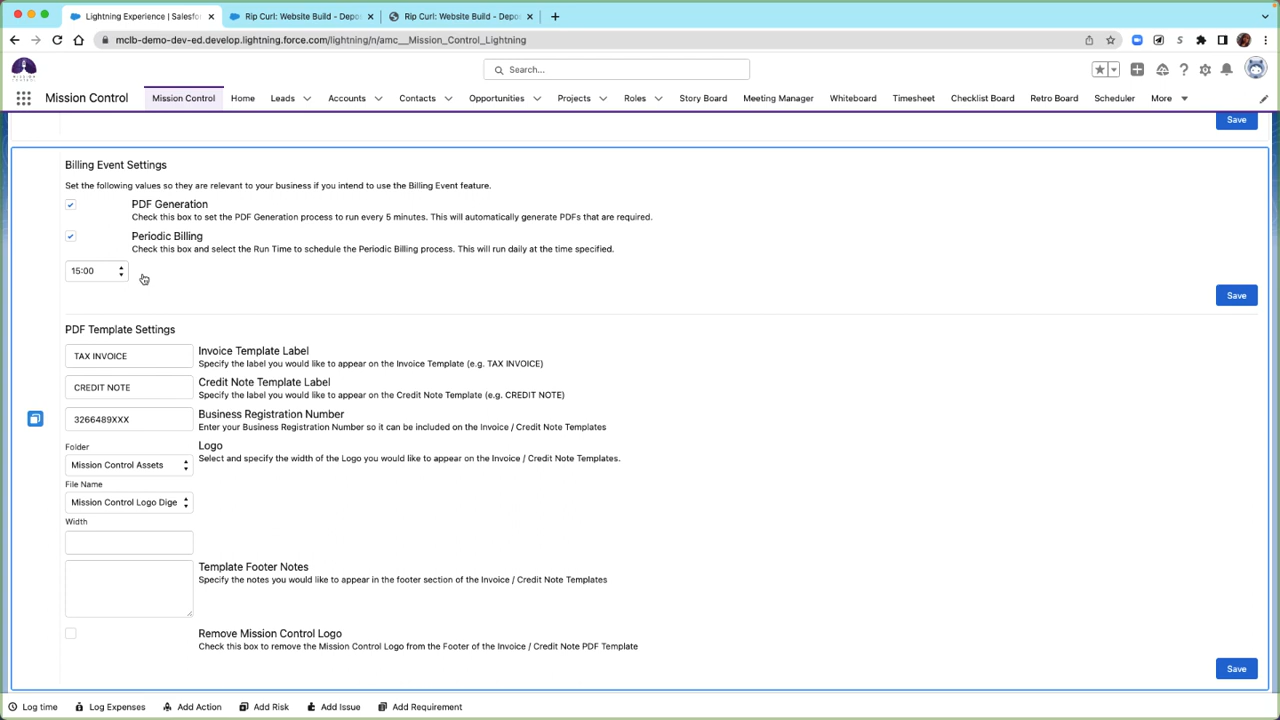 Lightning Experience | Salesfo
Rip Curl: Website Build - Depo
Rip Curl: Website Build - Depo
mclb-demo-dev-ed.develop.lightning.force.com/lightning/n/amc__Mission_Control_Lightning
Search...
Mission Control
Mission Control
Home
Leads
Accounts
Contacts
Opportunities
Projects
Roles
Story Board
Meeting Manager
Whiteboard
Timesheet
Checklist Board
Retro Board
Scheduler
More
Save
Billing Event Settings
Set the following values so they are relevant to your business if you intend to use the Billing Event feature.
PDF Generation
Check this box to set the PDF Generation process to run every 5 minutes. This will automatically generate PDFs that are required.
Periodic Billing
Check this box and select the Run Time to schedule the Periodic Billing process. This will run daily at the time specified.
15:00
Save
PDF Template Settings
TAX INVOICE
Invoice Template Label
Specify the label you would like to appear on the Invoice Template (e.g. TAX INVOICE)
CREDIT NOTE
Credit Note Template Label
Specify the label you would like to appear on the Credit Note Template (e.g. CREDIT NOTE)
3266489XXX
Business Registration Number
Enter your Business Registration Number so it can be included on the Invoice / Credit Note Templates
Folder
Logo
Mission Control Assets
Select and specify the width of the Logo you would like to appear on the Invoice / Credit Note Templates.
File Name
Mission Control Logo Dige
Width
Template Footer Notes
Specify the notes you would like to appear in the footer section of the Invoice / Credit Note Templates
Remove Mission Control Logo
Check this box to remove the Mission Control Logo from the Footer of the Invoice / Credit Note PDF Template
Save
Log time
Log Expenses
Add Action
Add Risk
Add Issue
Add Requirement